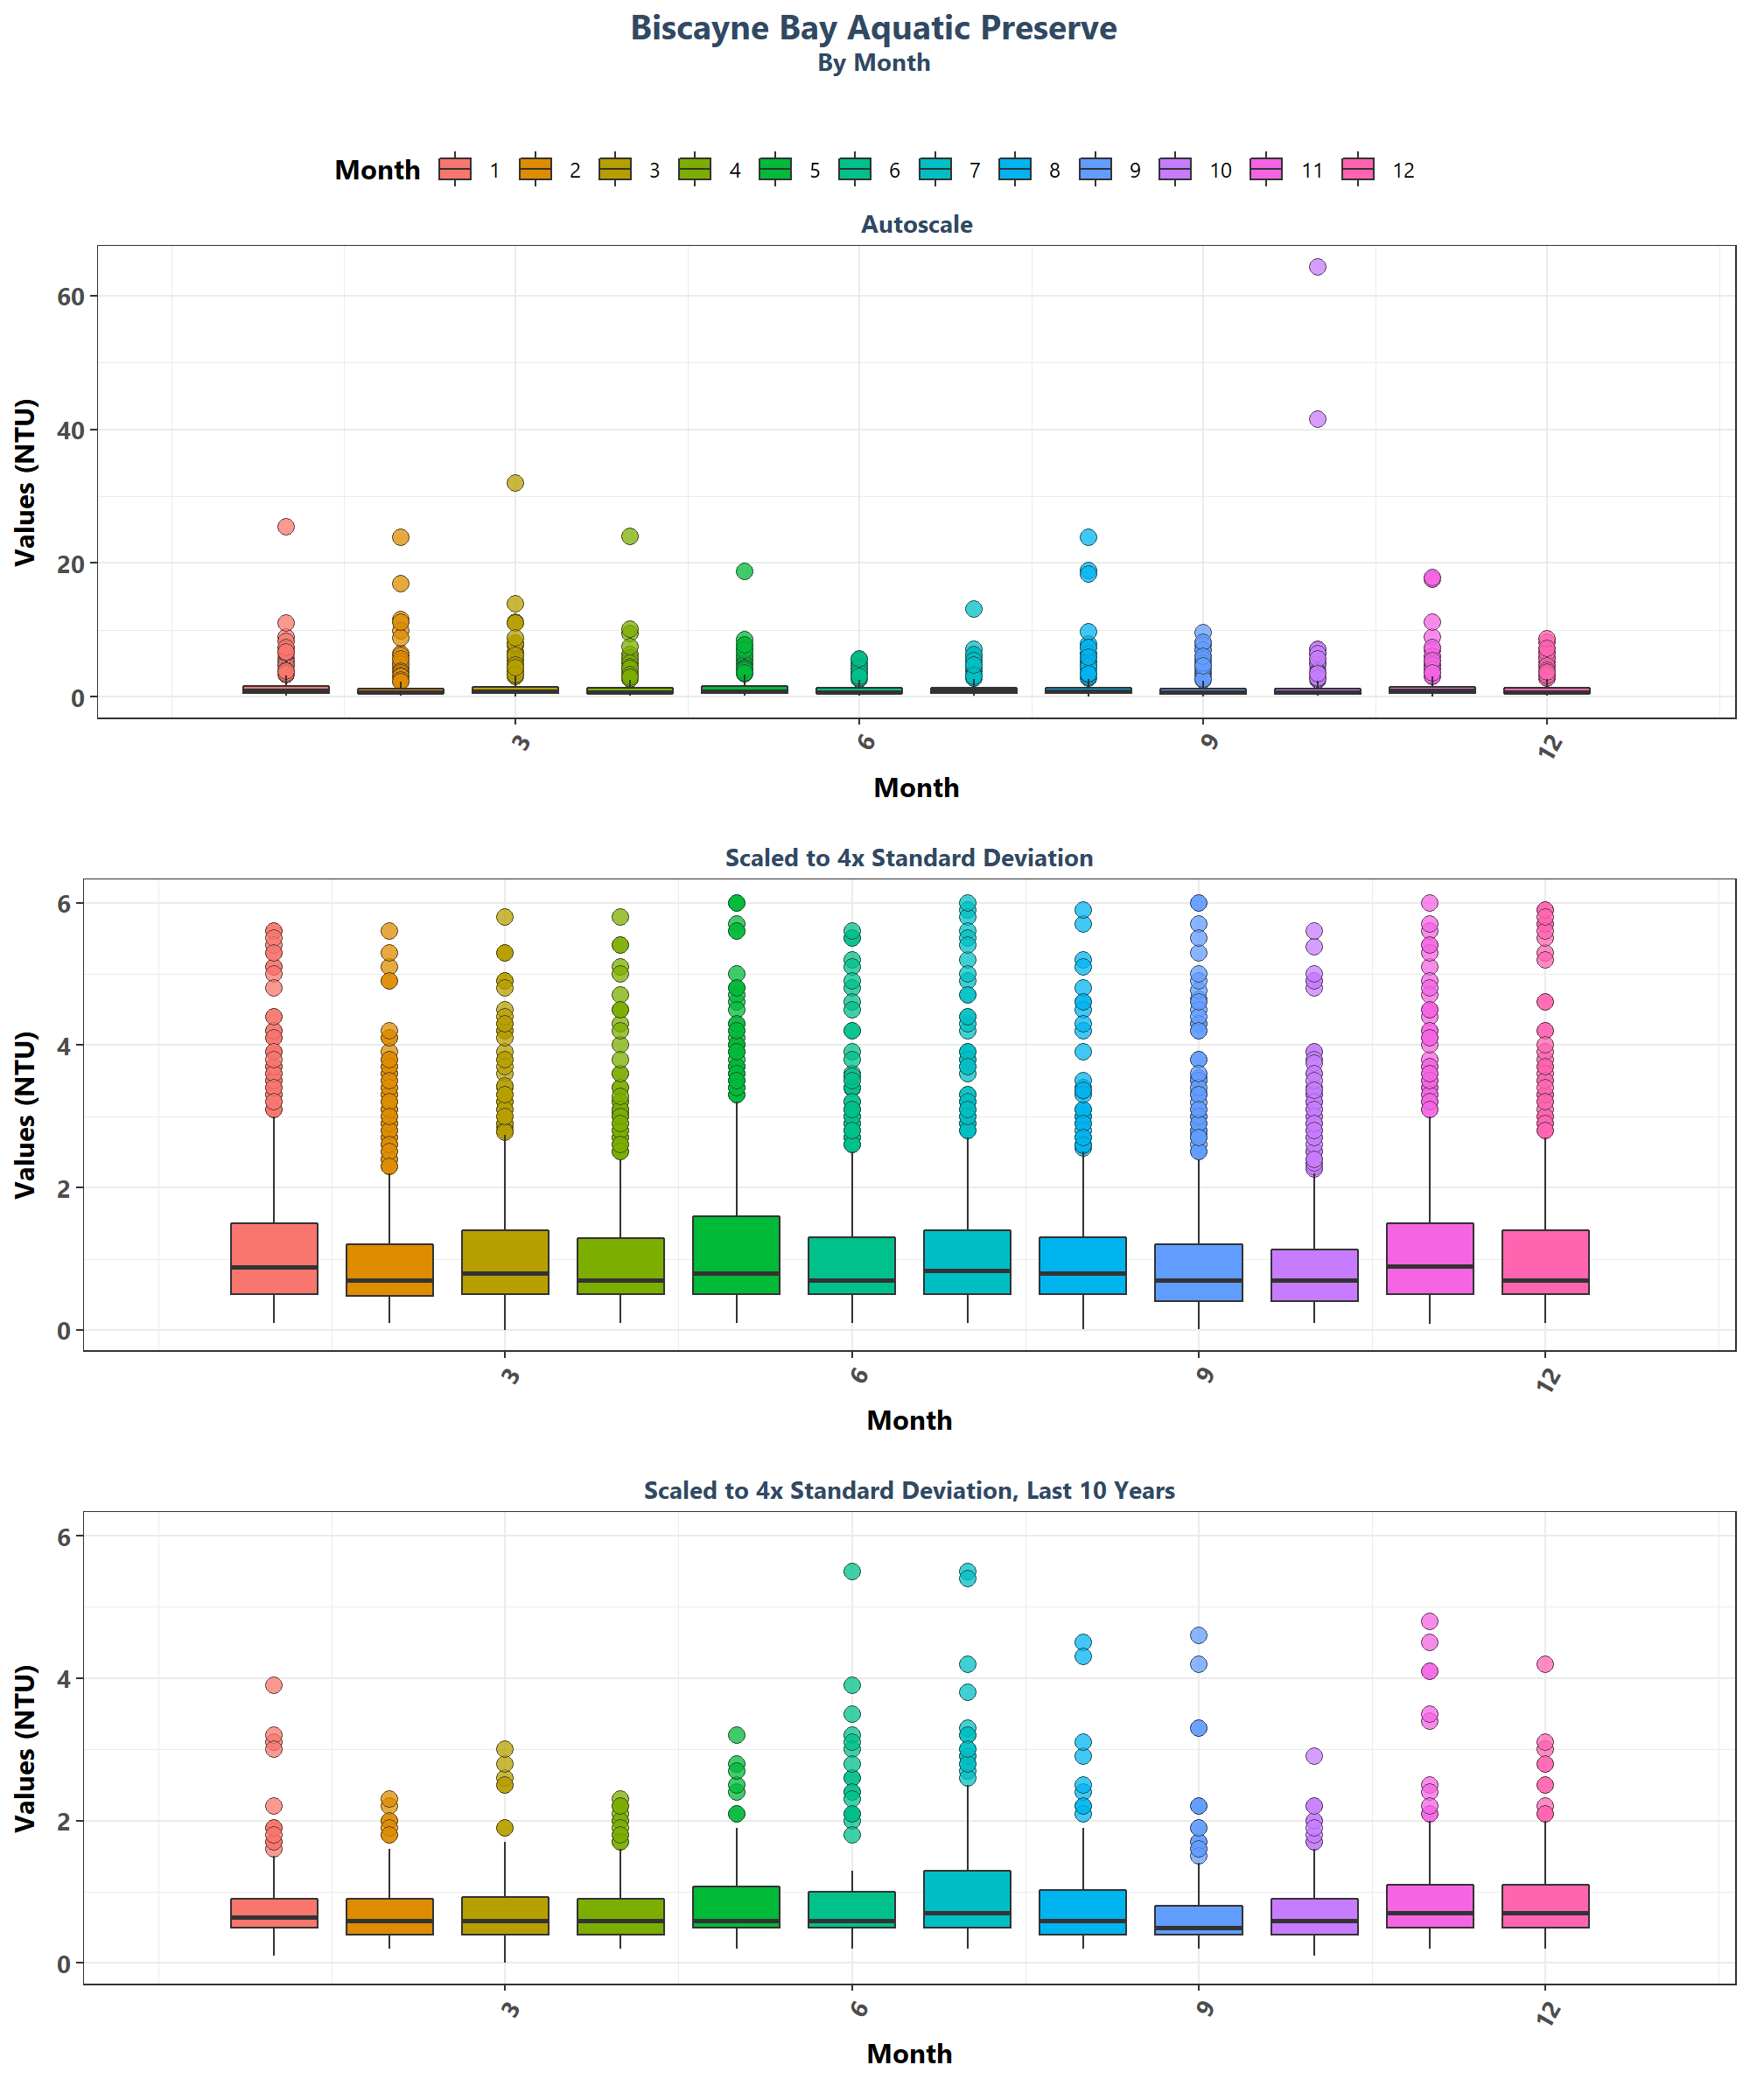 Biscayne Bay Aquatic Preserve
By Month
Month 1 2 3 4 5 6 7 8 9 10 11 12
Autoscale
Values (NTU)
60
40
20
0
3 6 9 12
Month
Scaled to 4x Standard Deviation
Values (NTU)
6
4
2
0
3 6 9 12
Month
Scaled to 4x Standard Deviation, Last 10 Years
Values (NTU)
6
4
2
0
3 6 9 12
Month